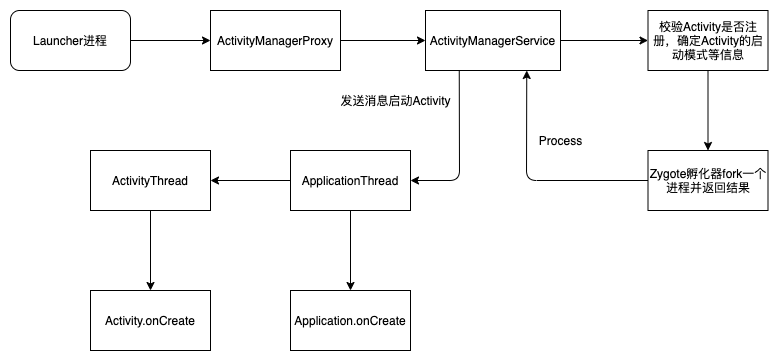 Launcher进程
ActivityManagerProxy
ActivityManagerService
校验Activity是否注
册，确定Activity的启
动模式等信息
发送消息启动Activity
Process
ActivityThread
ApplicationThread
Zygote孵化器fork一个
进程并返回结果
Activity.onCreate
Application.onCreate